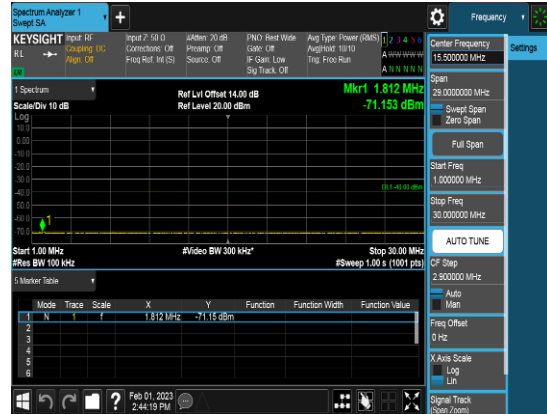 Spectrum Analyzer 1
Swept SA
+
Frequency
KEYSIGHT
RL
Input: RF
Coupling: DC
Align: Off
Input Z: 50 Ω
Corrections: Off
Freq Ref: Int (S)
#Atten: 20 dB
Preamp: Off
Source: Off
PNO: Best Wide
Gate: Off
IF Gain: Low
Sig Track: Off
Avg Type: Power (RMS)
Avg|Hold: 10/10
Trig: Free Run
1 2 3 4 5 6
A W W W W W
A N N N N N
LNI
1 Spectrum
Scale/Div 10 dB
Ref Lvl Offset 14.00 dB
Ref Level 20.00 dBm
Mkr1 1.812 MHz
-71.153 dBm
Log
10.0
0.00
-10.0
-20.0
-30.0
-40.0
-50.0
-60.0
-70.0
DL1 -40.00 dBm
1
Start 1.00 MHz
#Res BW 100 kHz
#Video BW 300 kHz*
Stop 30.00 MHz
#Sweep 1.00 s (1001 pts)
5 Marker Table
Mode Trace Scale X Y Function Function Width Function Value
1 N 1 f 1.812 MHz -71.15 dBm
2
3
4
5
6
Feb 01, 2023
2:44:19 PM
Center Frequency
15.500000 MHz
Settings
Span
29.0000000 MHz
Swept Span
Zero Span
Full Span
Start Freq
1.000000 MHz
Stop Freq
30.000000 MHz
AUTO TUNE
CF Step
2.900000 MHz
Auto
Man
Freq Offset
0 Hz
X Axis Scale
Log
Lin
Signal Track
(Span Zoom)